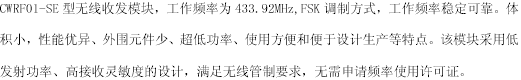 CWRF01-SE 型无线收发模块，工作频率为 433.92MHz,FSK 调制方式，工作频率稳定可靠。体
积小，性能优异、外围元件少、超低功率、使用方便和便于设计生产等特点。该模块采用低
发射功率、高接收灵敏度的设计，满足无线管制要求，无需申请频率使用许可证。